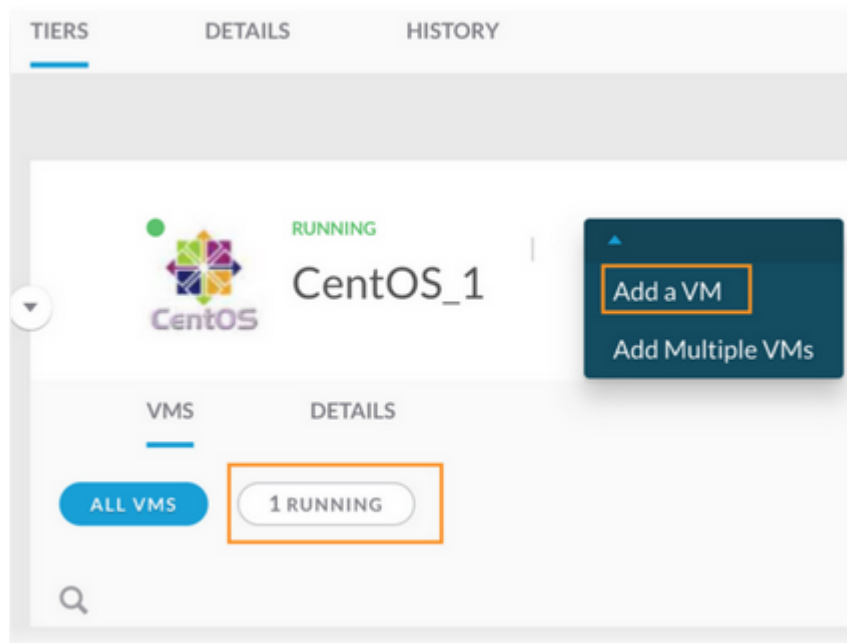 TIERS DETAILS HISTORY
RUNNING
CentOS_1
CentOS
Add a VM
Add Multiple VMs
VMS DETAILS
ALL VMS 1 RUNNING